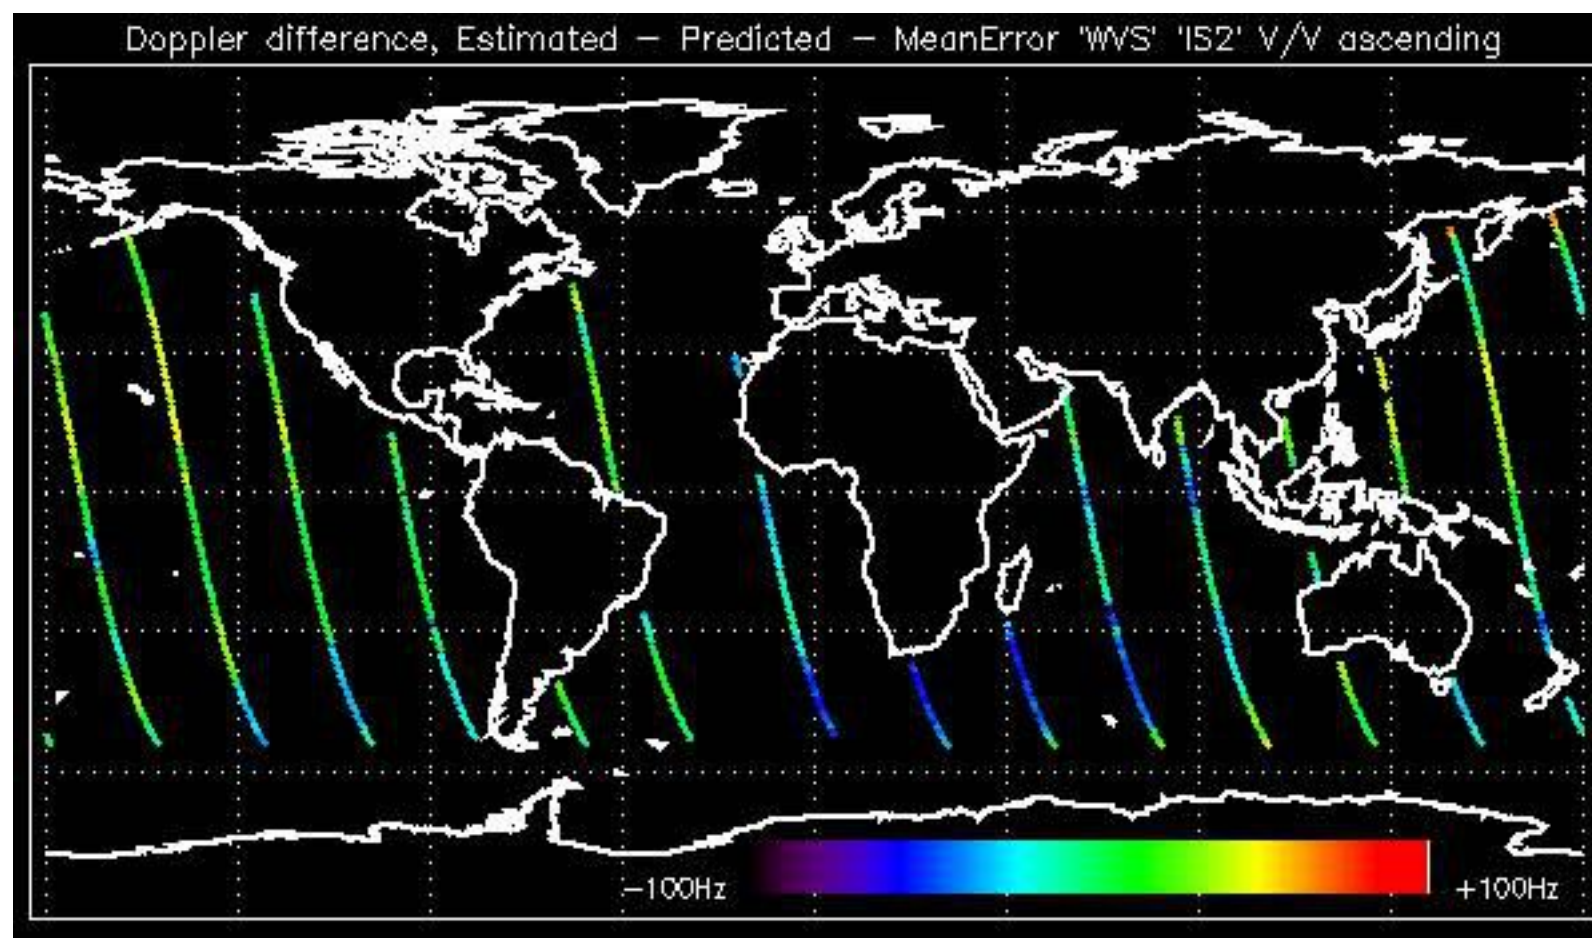 Doppler difference, Estimated – Predicted – MeanError 'WVS' 'IS2' V/V ascending
–100Hz
+100Hz